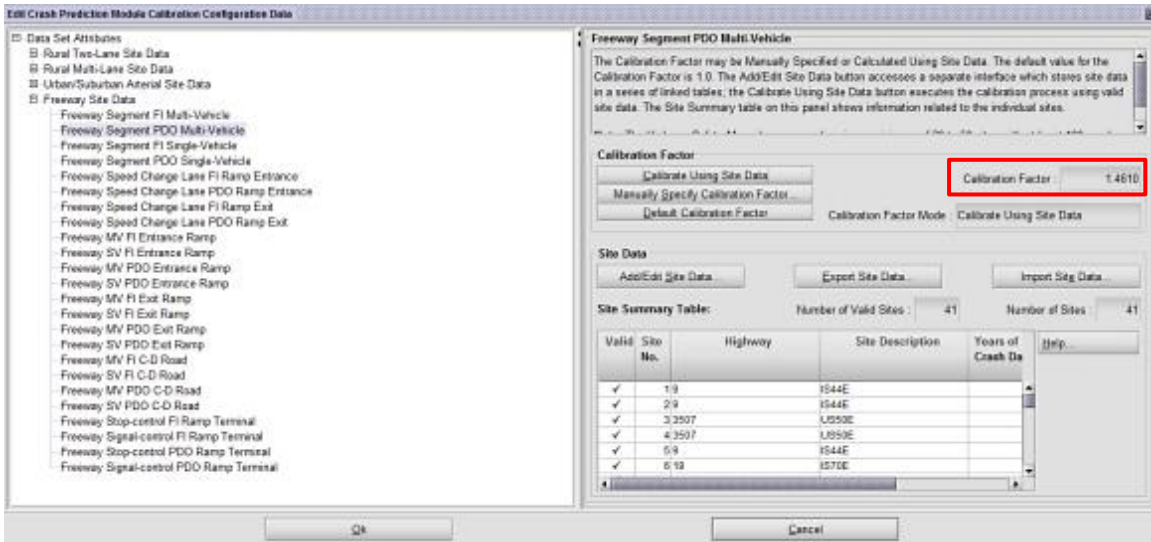 Edit Crash Prediction Module Calibration Configuration Data
Data Set Attributes
Rural Two-Lane Site Data
Rural Multi-Lane Site Data
Urban/Suburban Arterial Site Data
Freeway Site Data
Freeway Segment FI Multi-Vehicle
Freeway Segment PDO Multi-Vehicle
Freeway Segment FI Single-Vehicle
Freeway Segment PDO Single-Vehicle
Freeway Speed Change Lane FI Ramp Entrance
Freeway Speed Change Lane PDO Ramp Entrance
Freeway Speed Change Lane FI Ramp Exit
Freeway Speed Change Lane PDO Ramp Exit
Freeway MV FI Entrance Ramp
Freeway SV FI Entrance Ramp
Freeway MV PDO Entrance Ramp
Freeway SV PDO Entrance Ramp
Freeway MV FI Exit Ramp
Freeway SV FI Exit Ramp
Freeway MV PDO Exit Ramp
Freeway SV PDO Exit Ramp
Freeway MV FI C-D Road
Freeway SV FI C-D Road
Freeway MV PDO C-D Road
Freeway SV PDO C-D Road
Freeway Stop-control FI Ramp Terminal
Freeway Signal-control FI Ramp Terminal
Freeway Stop-control PDO Ramp Terminal
Freeway Signal-control PDO Ramp Terminal
Freeway Segment PDO Multi-Vehicle
The Calibration Factor may be Manually Specified or Calculated Using Site Data. The default value for the
Calibration Factor is 1.0. The Add/Edit Site Data button accesses a separate interface which stores site data
in a series of linked tables; the Calibrate Using Site Data button executes the calibration process using valid
site data. The Site Summary table on this panel shows information related to the individual sites.
Calibration Factor
Calibrate Using Site Data
Manually Specify Calibration Factor...
Default Calibration Factor
Calibration Factor : 1.4610
Calibration Factor Mode : Calibrate Using Site Data
Site Data
Add/Edit Site Data... Export Site Data... Import Site Data...
Site Summary Table: Number of Valid Sites : 41 Number of Sites : 41
Valid Site No. Highway Site Description Years of Crash Da
Help...
✓ 1 9 IS44E
✓ 2 9 IS44E
✓ 3 3507 US50E
✓ 4 3507 US50E
✓ 5 9 IS44E
✓ 6 19 IS70E
Ok Cancel